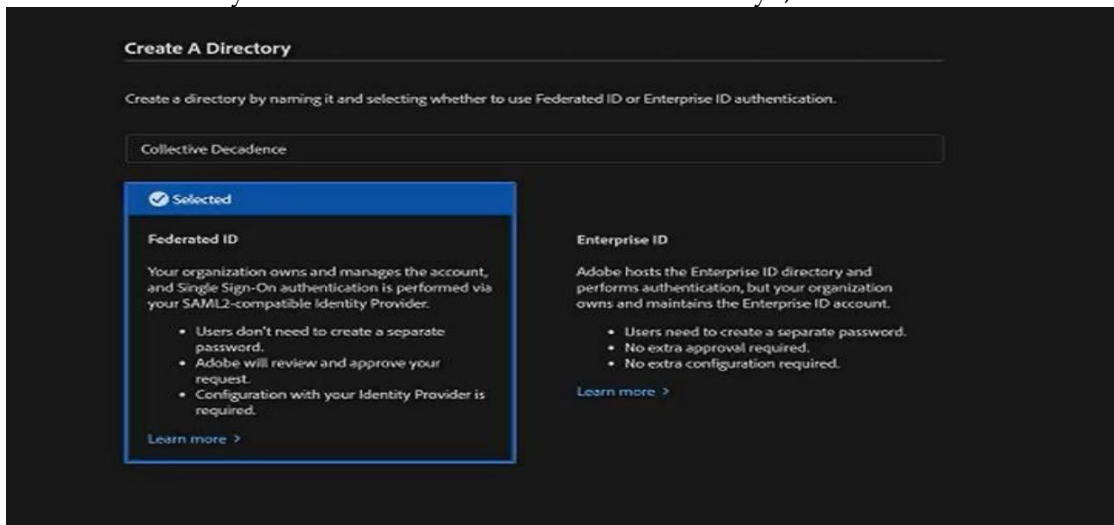 Create A Directory
Create a directory by naming it and selecting whether to use Federated ID or Enterprise ID authentication.
Collective Decadence
Selected
Federated ID
Your organization owns and manages the account,
and Single Sign-On authentication is performed via
your SAML2-compatible Identity Provider.
• Users don't need to create a separate
password.
• Adobe will review and approve your
request.
• Configuration with your Identity Provider is
required.
Learn more >
Enterprise ID
Adobe hosts the Enterprise ID directory and
performs authentication, but your organization
owns and maintains the Enterprise ID account.
• Users need to create a separate password.
• No extra approval required.
• No extra configuration required.
Learn more >